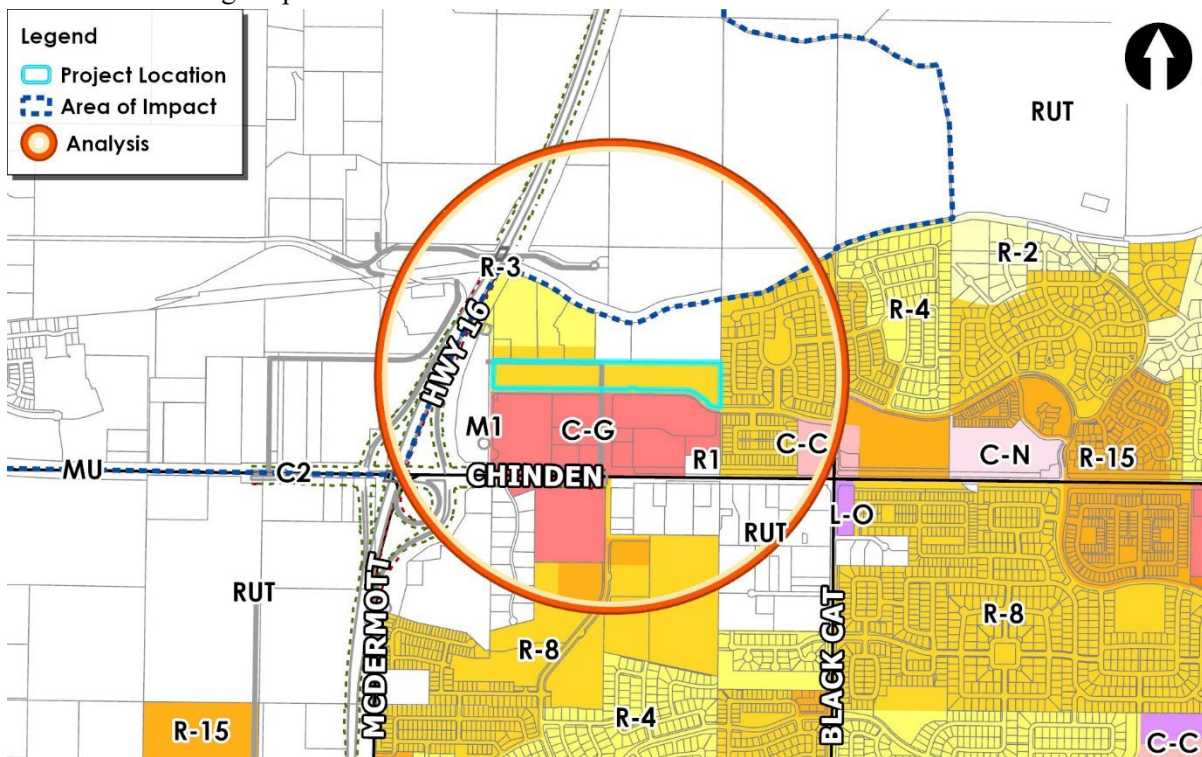 Legend
Project Location
Area of Impact
Analysis
RUT
R-2
R-3
R-4
HWY 16
M1
C-G
C-C
C-N
R-15
MU
C2
CHINDEN
R1
L-O
RUT
RUT
MCDERMOTT
BLACK CAT
R-8
R-8
R-4
R-15
C-C